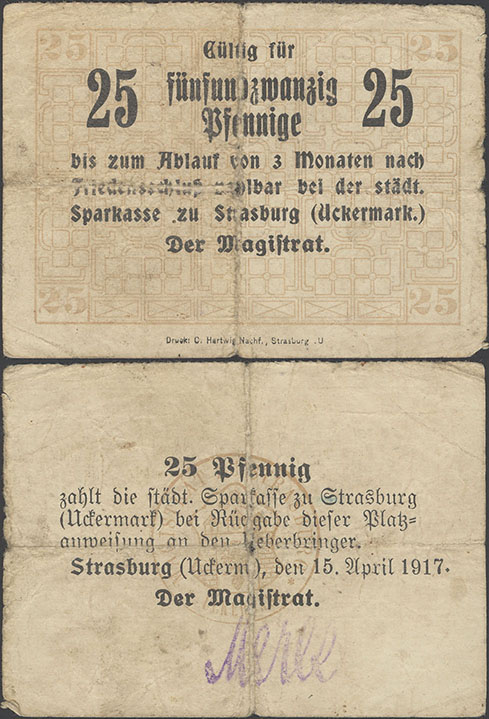 25 25
Gültig für
25 fünfundzwanzig 25
Pfennige
bis zum Ablauf von 3 Monaten nach
Friedensschluß zahlbar bei der städt.
Sparkasse zu Strasburg (Uckermark.)
Der Magistrat.
25 25
Druck: C. Hartwig Nachf., Strasburg .U
25 Pfennig
zahlt die städt. Sparkasse zu Strasburg
(Uckermark) bei Rückgabe dieser Platz=
anweisung an den Ueberbringer.
Strasburg (Uckerm), den 15. April 1917.
Der Magistrat.